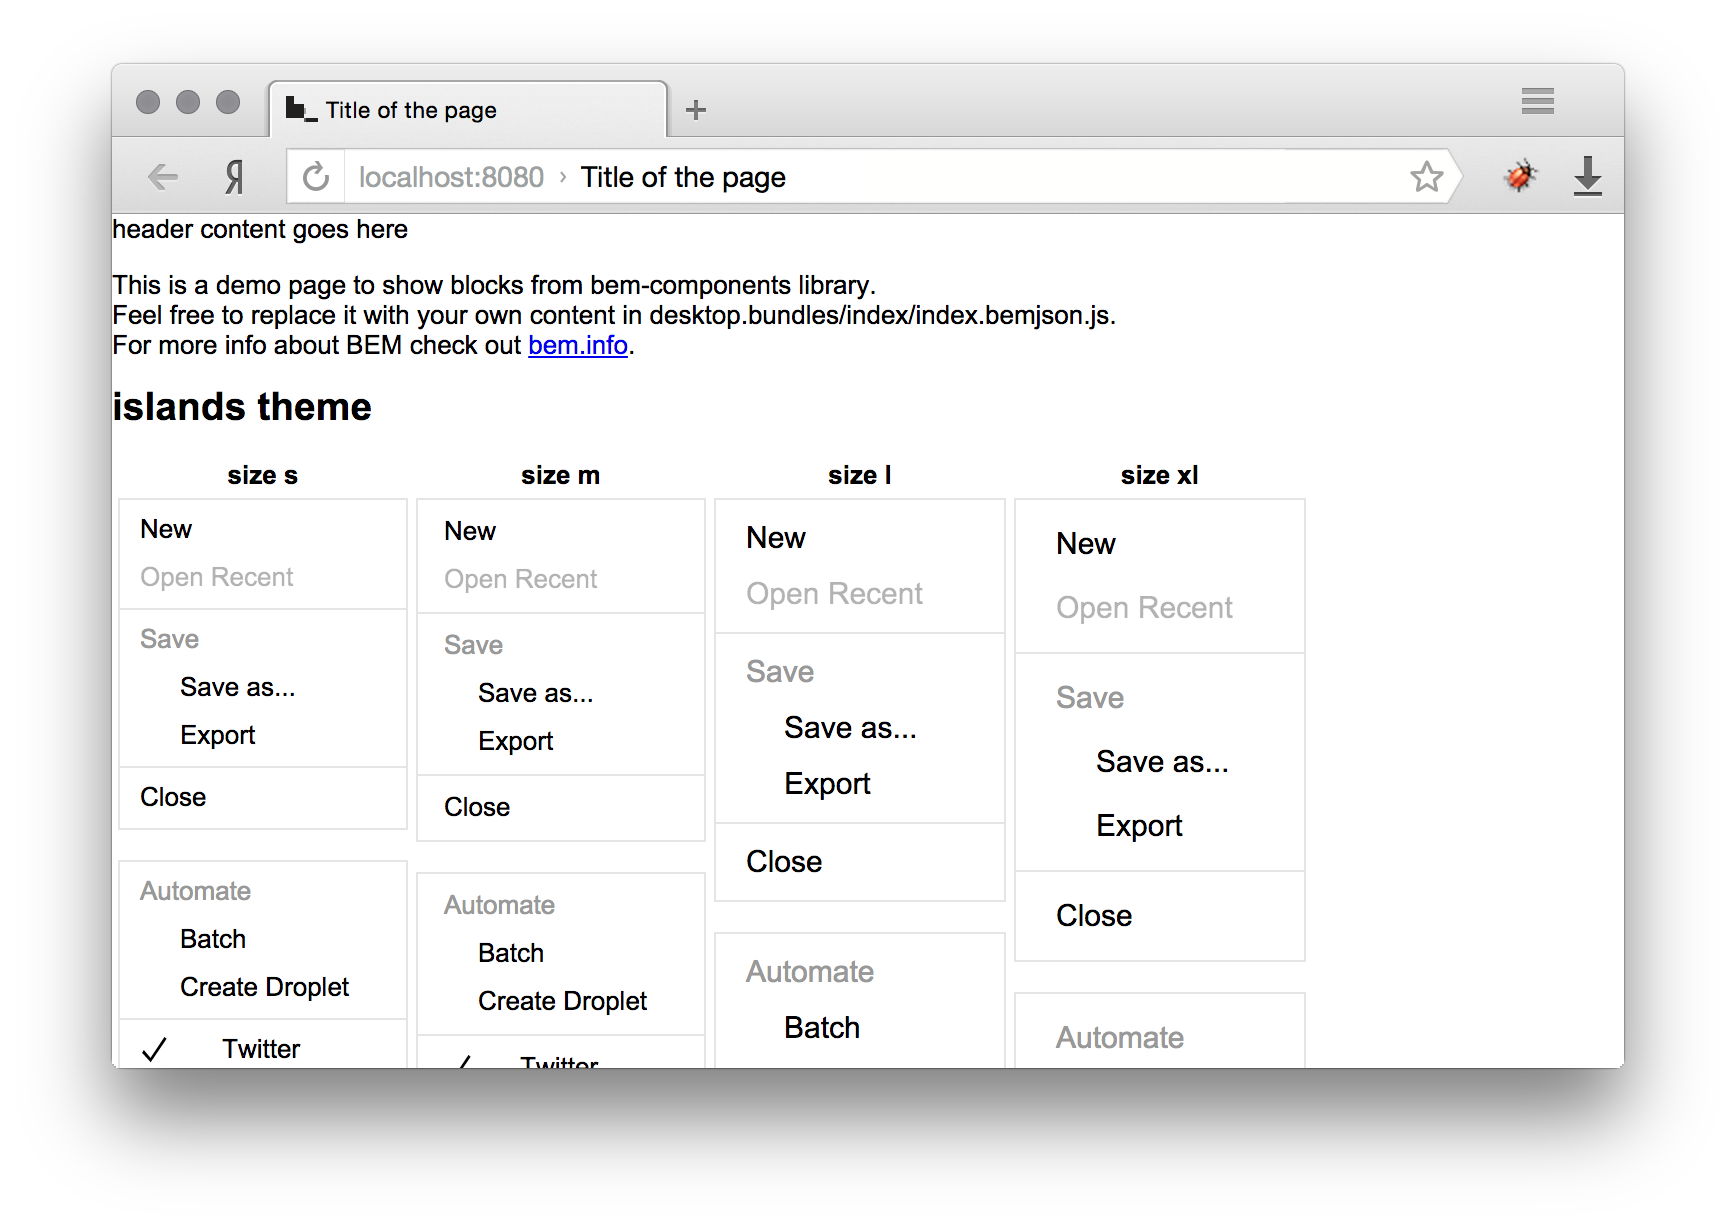 Title of the page
Я localhost:8080 › Title of the page
header content goes here
This is a demo page to show blocks from bem-components library.
Feel free to replace it with your own content in desktop.bundles/index/index.bemjson.js.
For more info about BEM check out bem.info.
islands theme
size s
New
Open Recent
Save
Save as...
Export
Close
Automate
Batch
Create Droplet
Twitter
size m
New
Open Recent
Save
Save as...
Export
Close
Automate
Batch
Create Droplet
Twitter
size l
New
Open Recent
Save
Save as...
Export
Close
Automate
Batch
size xl
New
Open Recent
Save
Save as...
Export
Close
Automate